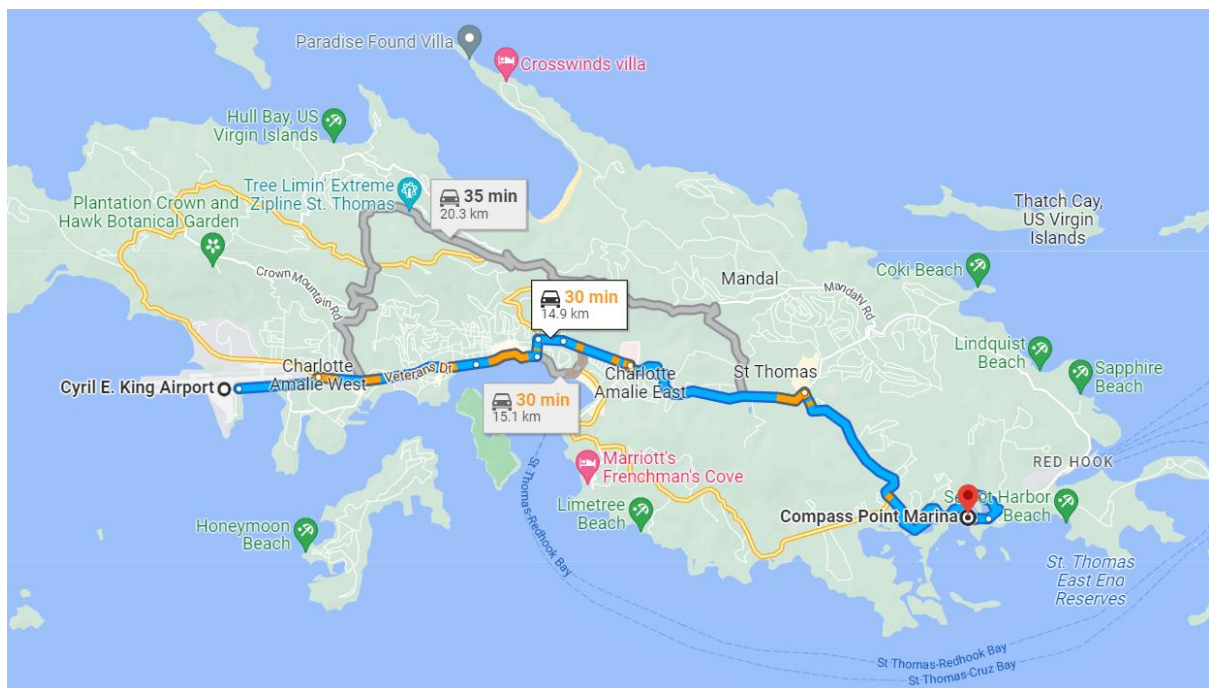 Paradise Found Villa
Crosswinds villa
Hull Bay, US
Virgin Islands
Tree Limin' Extreme
Zipline St. Thomas
35 min
20.3 km
Plantation Crown and
Hawk Botanical Garden
Thatch Cay,
US Virgin
Islands
Crown Mountain Rd
Mandal
Mandahl Rd
Coki Beach
30 min
14.9 km
Lindquist
Beach
Sapphire
Beach
Charlotte
Amalie West
Veterans Dr
Cyril E. King Airport
Charlotte
Amalie East
St Thomas
30 min
15.1 km
Marriott's
Frenchman's Cove
RED HOOK
Limetree
Beach
Harbor
Beach
Compass Point Marina
Honeymoon
Beach
St Thomas-Redhook Bay
St. Thomas
East End
Reserves
St Thomas-Redhook Bay
St Thomas-Cruz Bay